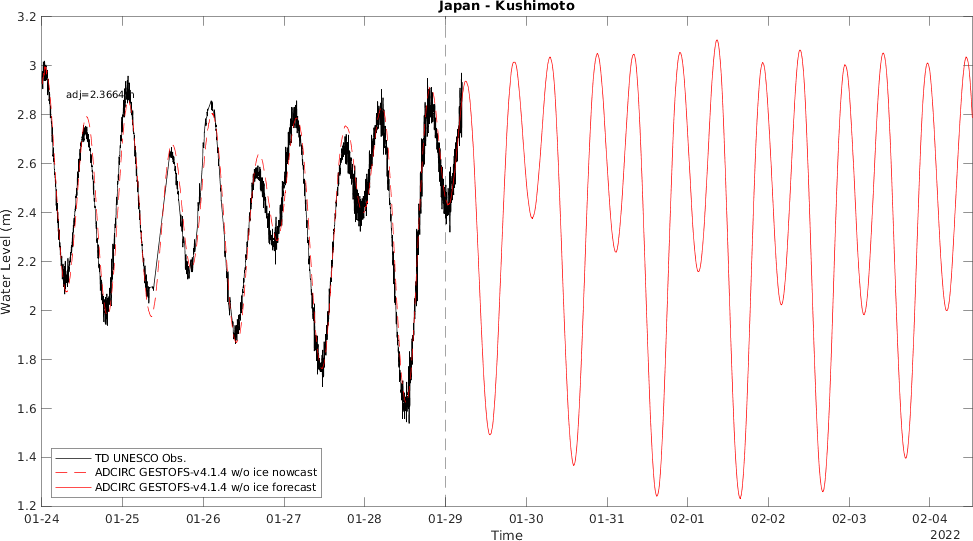 Japan - Kushimoto
3.2
3
2.8
2.6
2.4
2.2
2
1.8
1.6
1.4
1.2
Water Level (m)
adj=2.3664m
TD UNESCO Obs.
ADCIRC GESTOFS-v4.1.4 w/o ice nowcast
ADCIRC GESTOFS-v4.1.4 w/o ice forecast
01-24 01-25 01-26 01-27 01-28 01-29 01-30 01-31 02-01 02-02 02-03 02-04
Time
2022